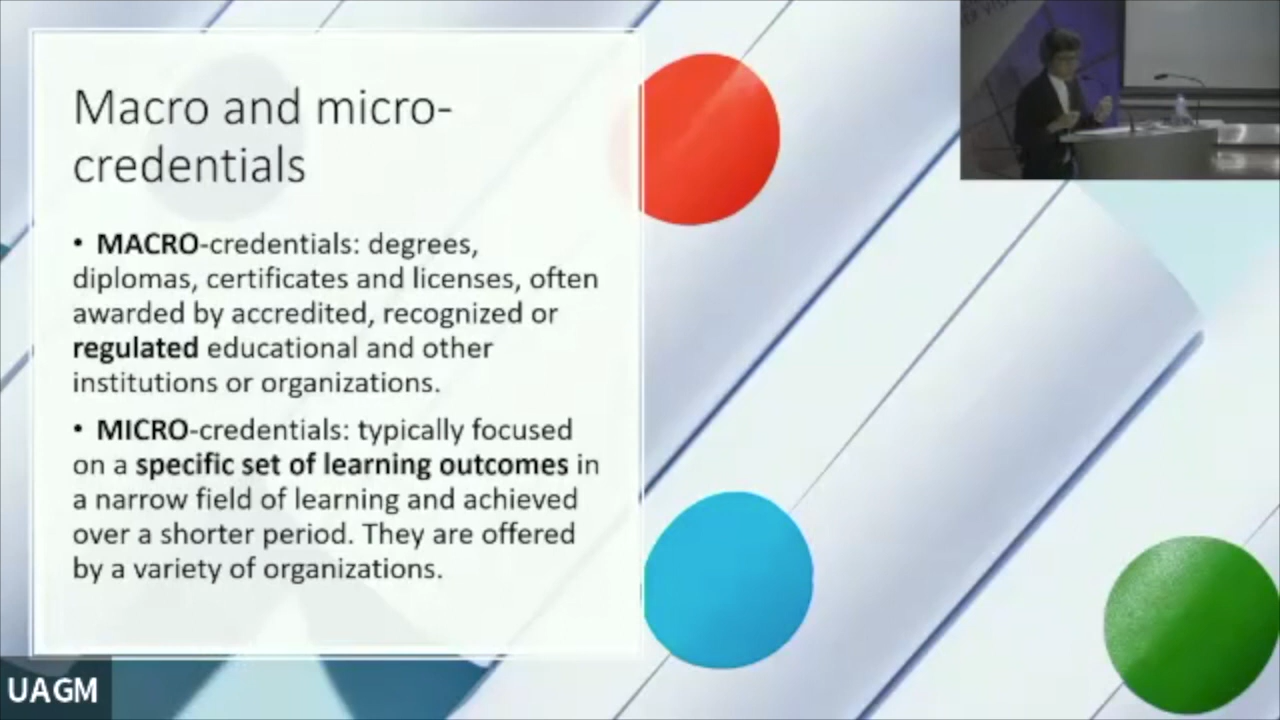 Macro and micro-
credentials
• MACRO-credentials: degrees,
diplomas, certificates and licenses, often
awarded by accredited, recognized or
regulated educational and other
institutions or organizations.
• MICRO-credentials: typically focused
on a specific set of learning outcomes in
a narrow field of learning and achieved
over a shorter period. They are offered
by a variety of organizations.
UAGM